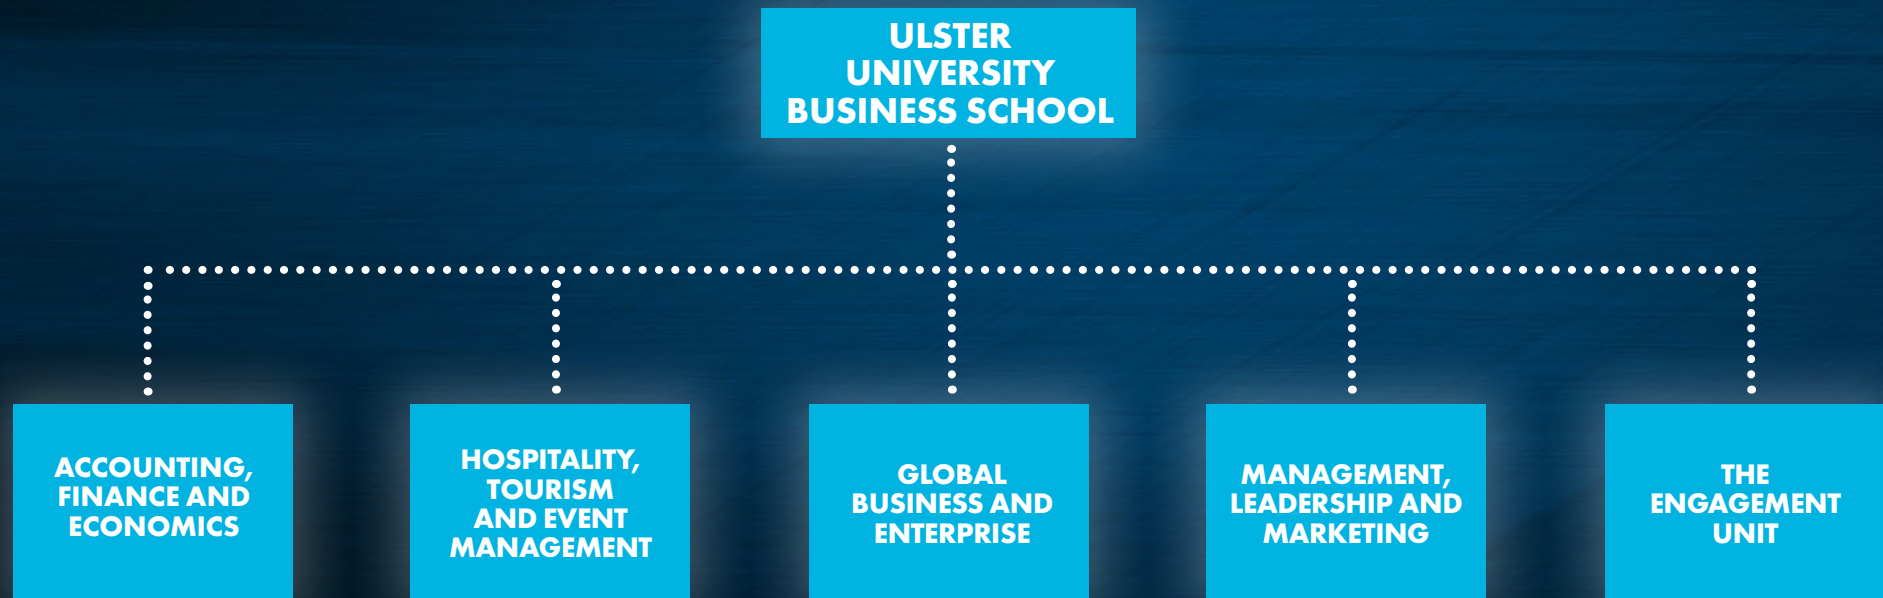 ULSTER
UNIVERSITY
BUSINESS SCHOOL
ACCOUNTING,
FINANCE AND
ECONOMICS
HOSPITALITY,
TOURISM
AND EVENT
MANAGEMENT
GLOBAL
BUSINESS AND
ENTERPRISE
MANAGEMENT,
LEADERSHIP AND
MARKETING
THE
ENGAGEMENT
UNIT